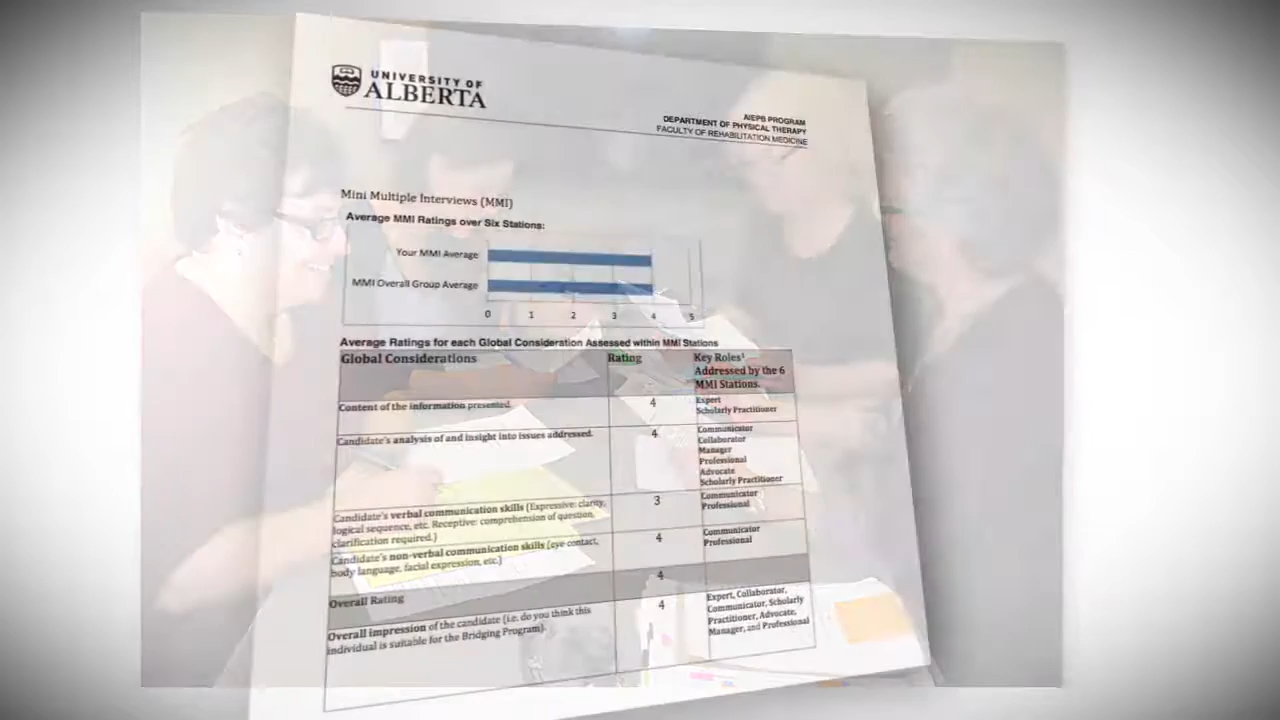 UNIVERSITY OF
ALBERTA
AIEPB PROGRAM
DEPARTMENT OF PHYSICAL THERAPY
FACULTY OF REHABILITATION MEDICINE
Mini Multiple Interviews (MMI)
Average MMI Ratings over Six Stations:
Your MMI Average
MMI Overall Group Average
0 1 2 3 4 5
Average Ratings for each Global Consideration Assessed within MMI Stations
Global Considerations
Rating
Key Roles¹
Addressed by the 6
MMI Stations.
Content of the information presented.
4
Expert
Scholarly Practitioner
Candidate's analysis of and insight into issues addressed.
4
Communicator
Collaborator
Manager
Professional
Advocate
Scholarly Practitioner
Candidate's verbal communication skills (Expressive: clarity,
logical sequence, etc. Receptive: comprehension of question,
clarification required.)
3
Communicator
Professional
Candidate's non-verbal communication skills (eye contact,
body language, facial expression, etc.)
4
Communicator
Professional
Overall Rating
4
Overall impression of the candidate (i.e. do you think this
individual is suitable for the Bridging Program).
4
Expert, Collaborator,
Communicator, Scholarly
Practitioner, Advocate,
Manager, and Professional